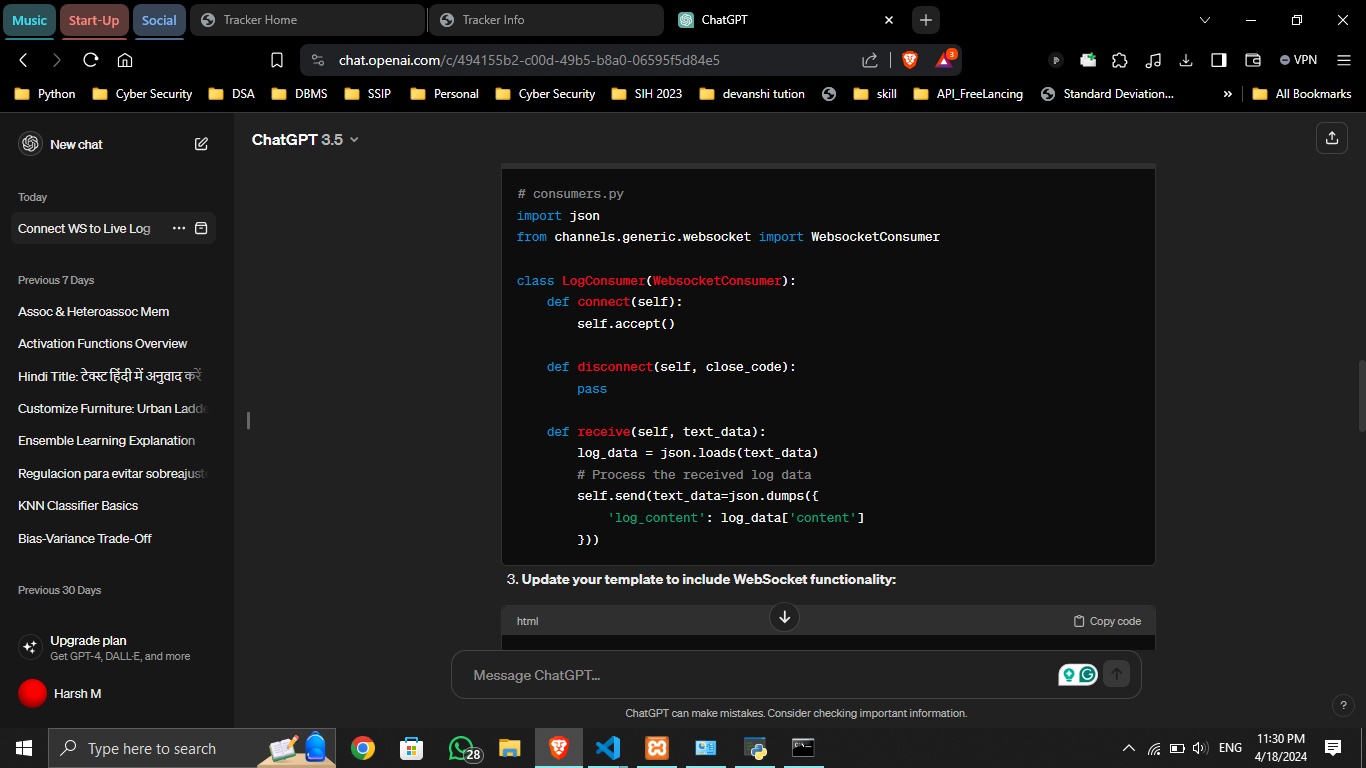 Music Start-Up Social Tracker Home Tracker Info ChatGPT
chat.openai.com/c/494155b2-c00d-49b5-b8a0-06595f5d84e5 3 VPN
Python Cyber Security DSA DBMS SSIP Personal Cyber Security SIH 2023 devanshi tution skill API_FreeLancing Standard Deviation... » All Bookmarks
New chat
ChatGPT 3.5
Today
Connect WS to Live Log ...
Previous 7 Days
Assoc & Heteroassoc Mem
Activation Functions Overview
Hindi Title: टेक्स्ट हिंदी में अनुवाद करें
Customize Furniture: Urban Ladde
Ensemble Learning Explanation
Regulacion para evitar sobreajuste
KNN Classifier Basics
Bias-Variance Trade-Off
Previous 30 Days
Upgrade plan
Get GPT-4, DALL·E, and more
Harsh M
# consumers.py
import json
from channels.generic.websocket import WebsocketConsumer
class LogConsumer(WebsocketConsumer):
    def connect(self):
        self.accept()
    def disconnect(self, close_code):
        pass
    def receive(self, text_data):
        log_data = json.loads(text_data)
        # Process the received log data
        self.send(text_data=json.dumps({
            'log_content': log_data['content']
        }))
3. Update your template to include WebSocket functionality:
html Copy code
Message ChatGPT...
ChatGPT can make mistakes. Consider checking important information.
?
Type here to search 28 ENG 11:30 PM
4/18/2024